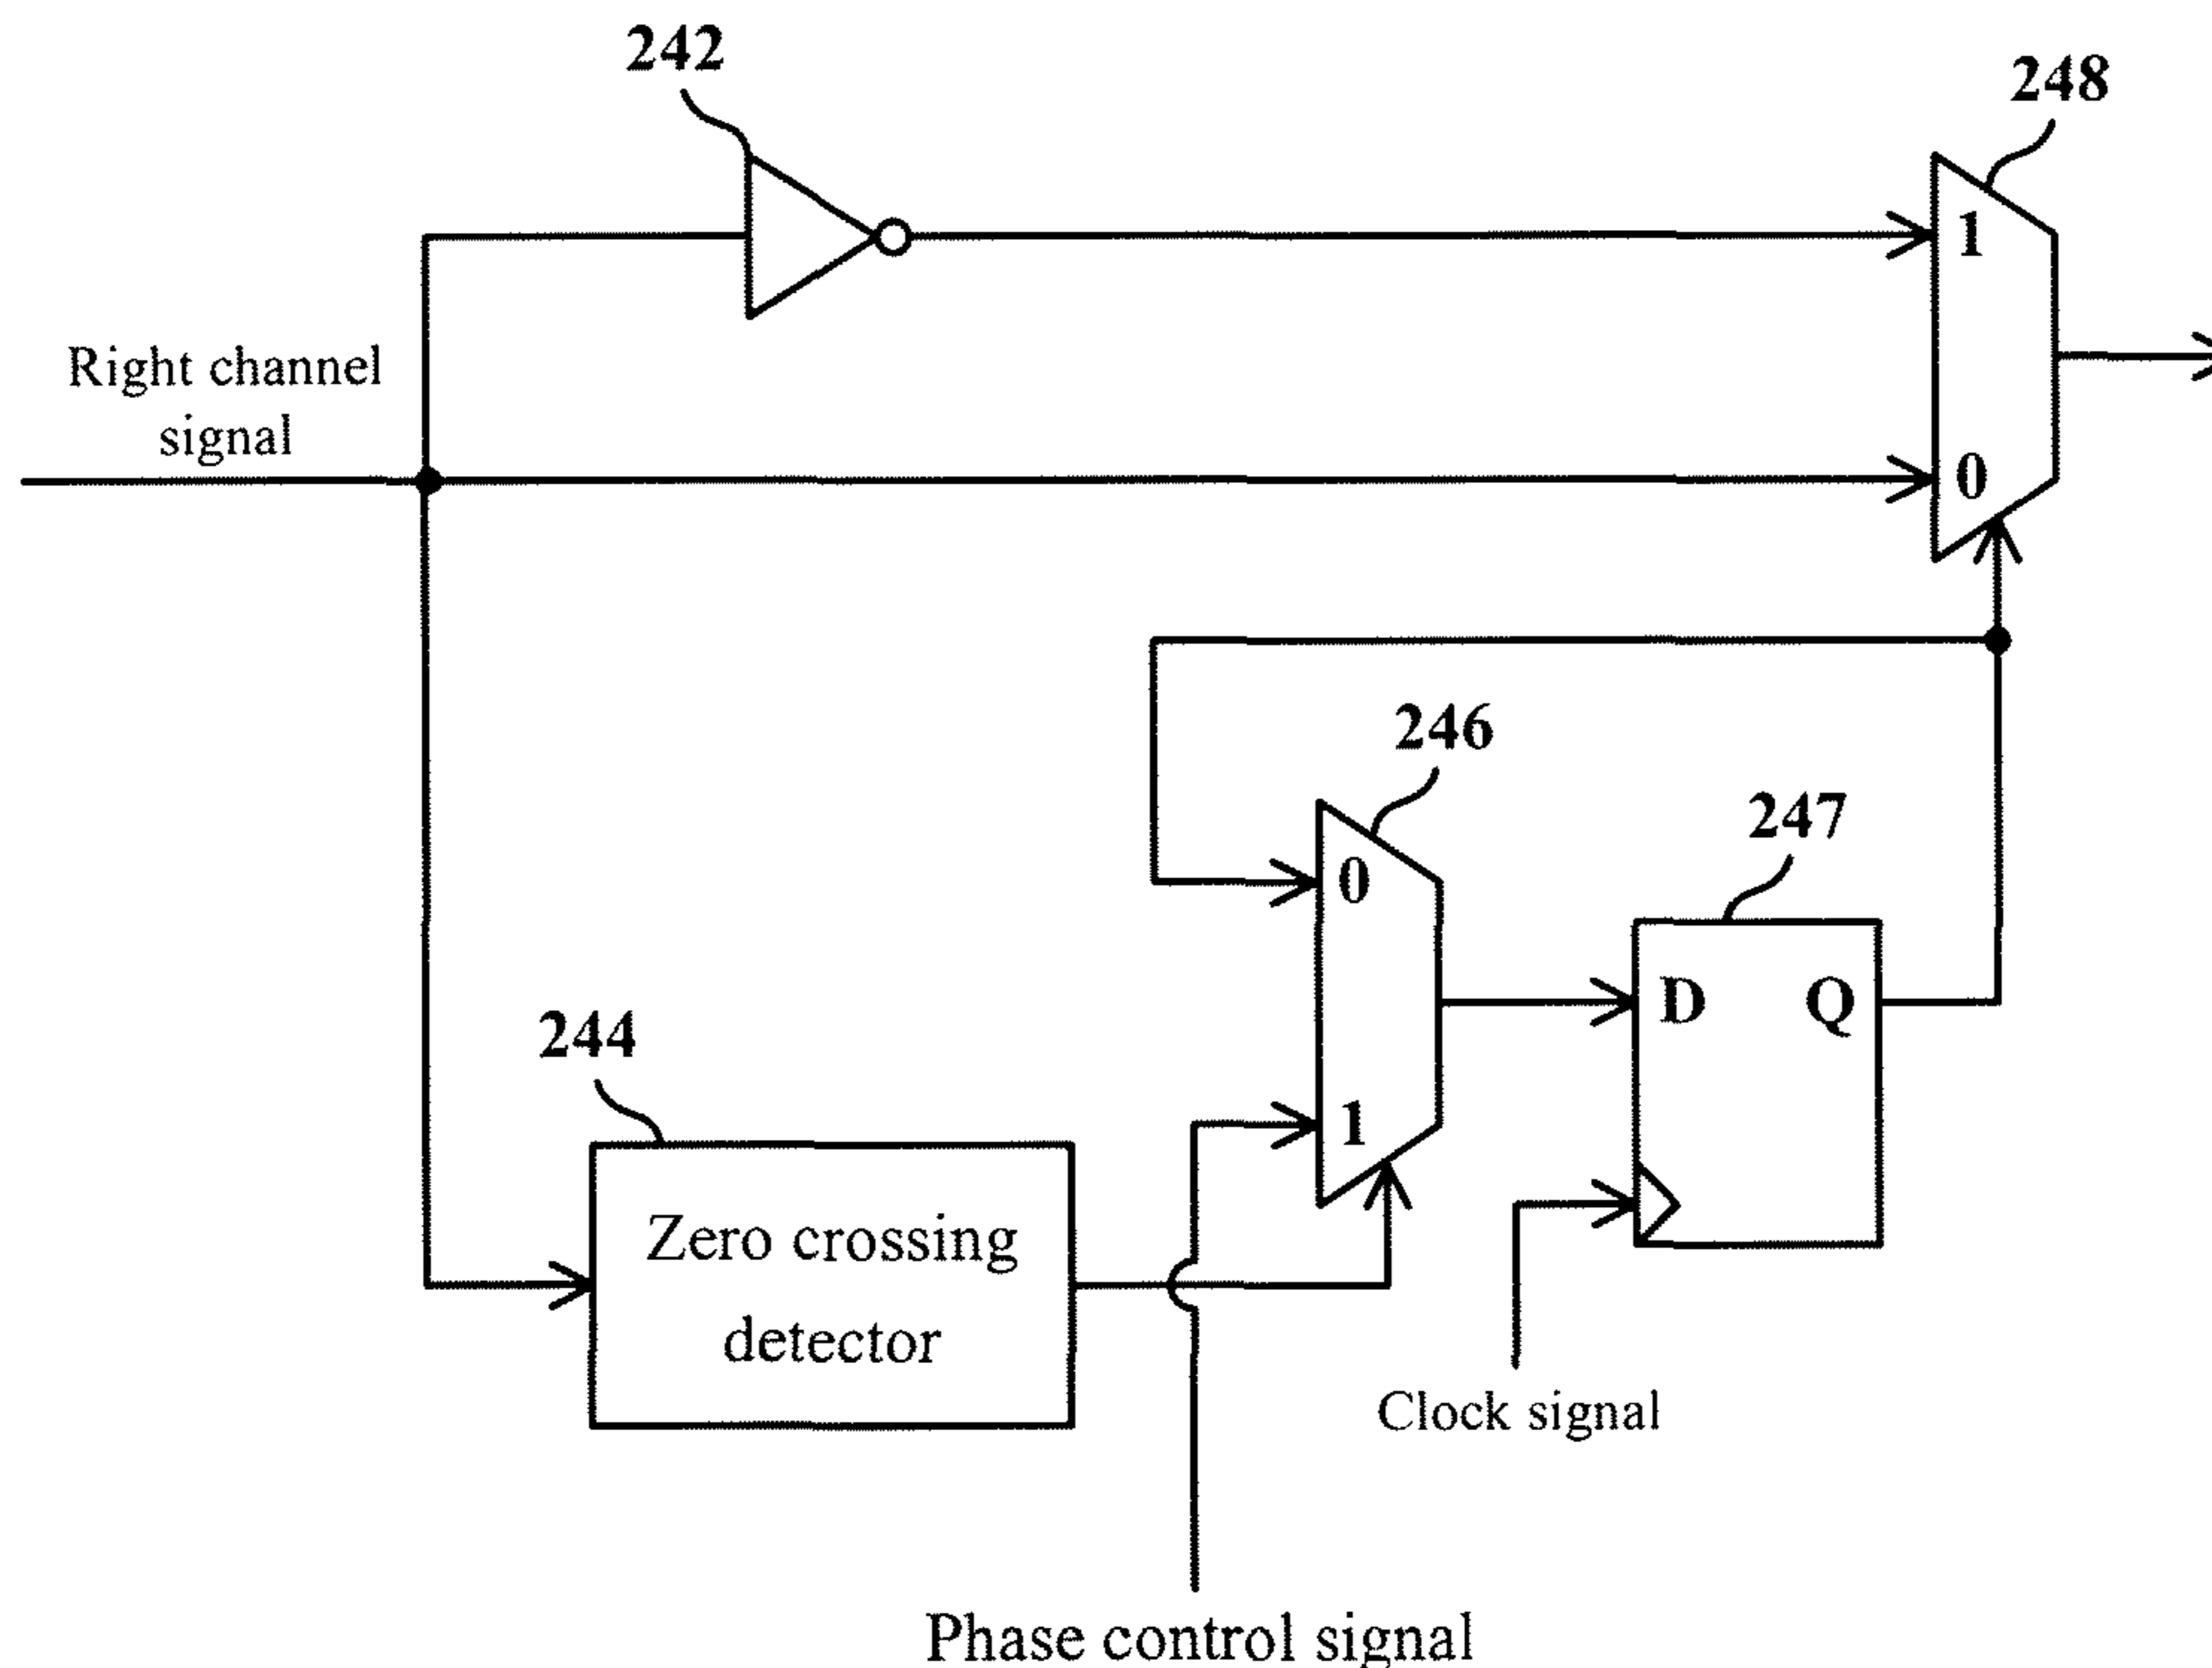 242
248
1
Right channel
signal
0
246
247
0
D Q
244
1
Zero crossing
detector
Clock signal
Phase control signal